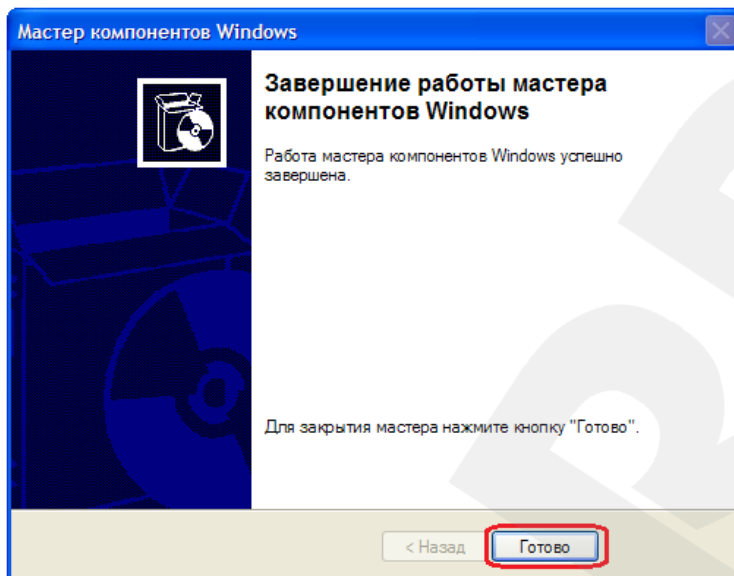 Мастер компонентов Windows
Завершение работы мастера
компонентов Windows
Работа мастера компонентов Windows успешно
завершена.
Для закрытия мастера нажмите кнопку "Готово".
< Назад Готово